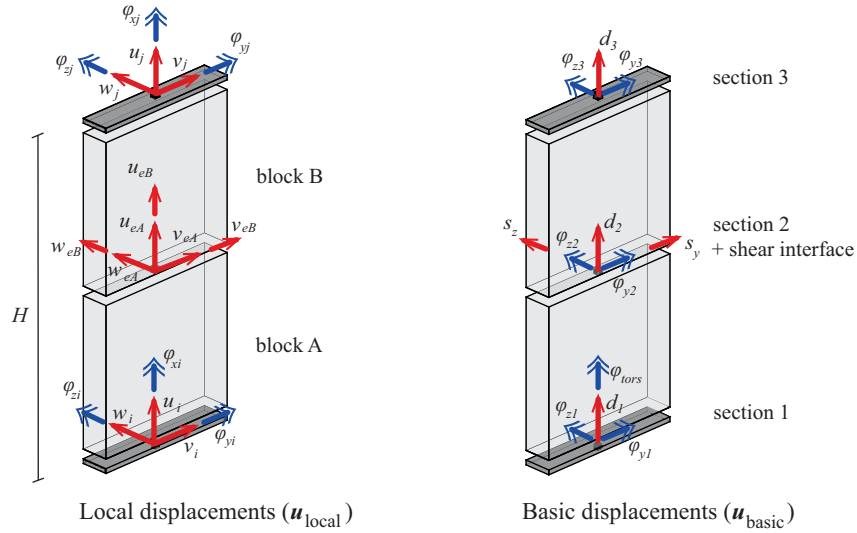 φxj
uj
vj
φyj
φzj
wj
block B
ueB
ueA
veB
veA
weB
weA
H
block A
φxi
φzi
wi
ui
vi
φyi
Local displacements (ulocal)
d3
φz3
φy3
section 3
sz
φz2
d2
sy
φy2
section 2
+ shear interface
φtors
φz1
d1
φy1
section 1
Basic displacements (ubasic)